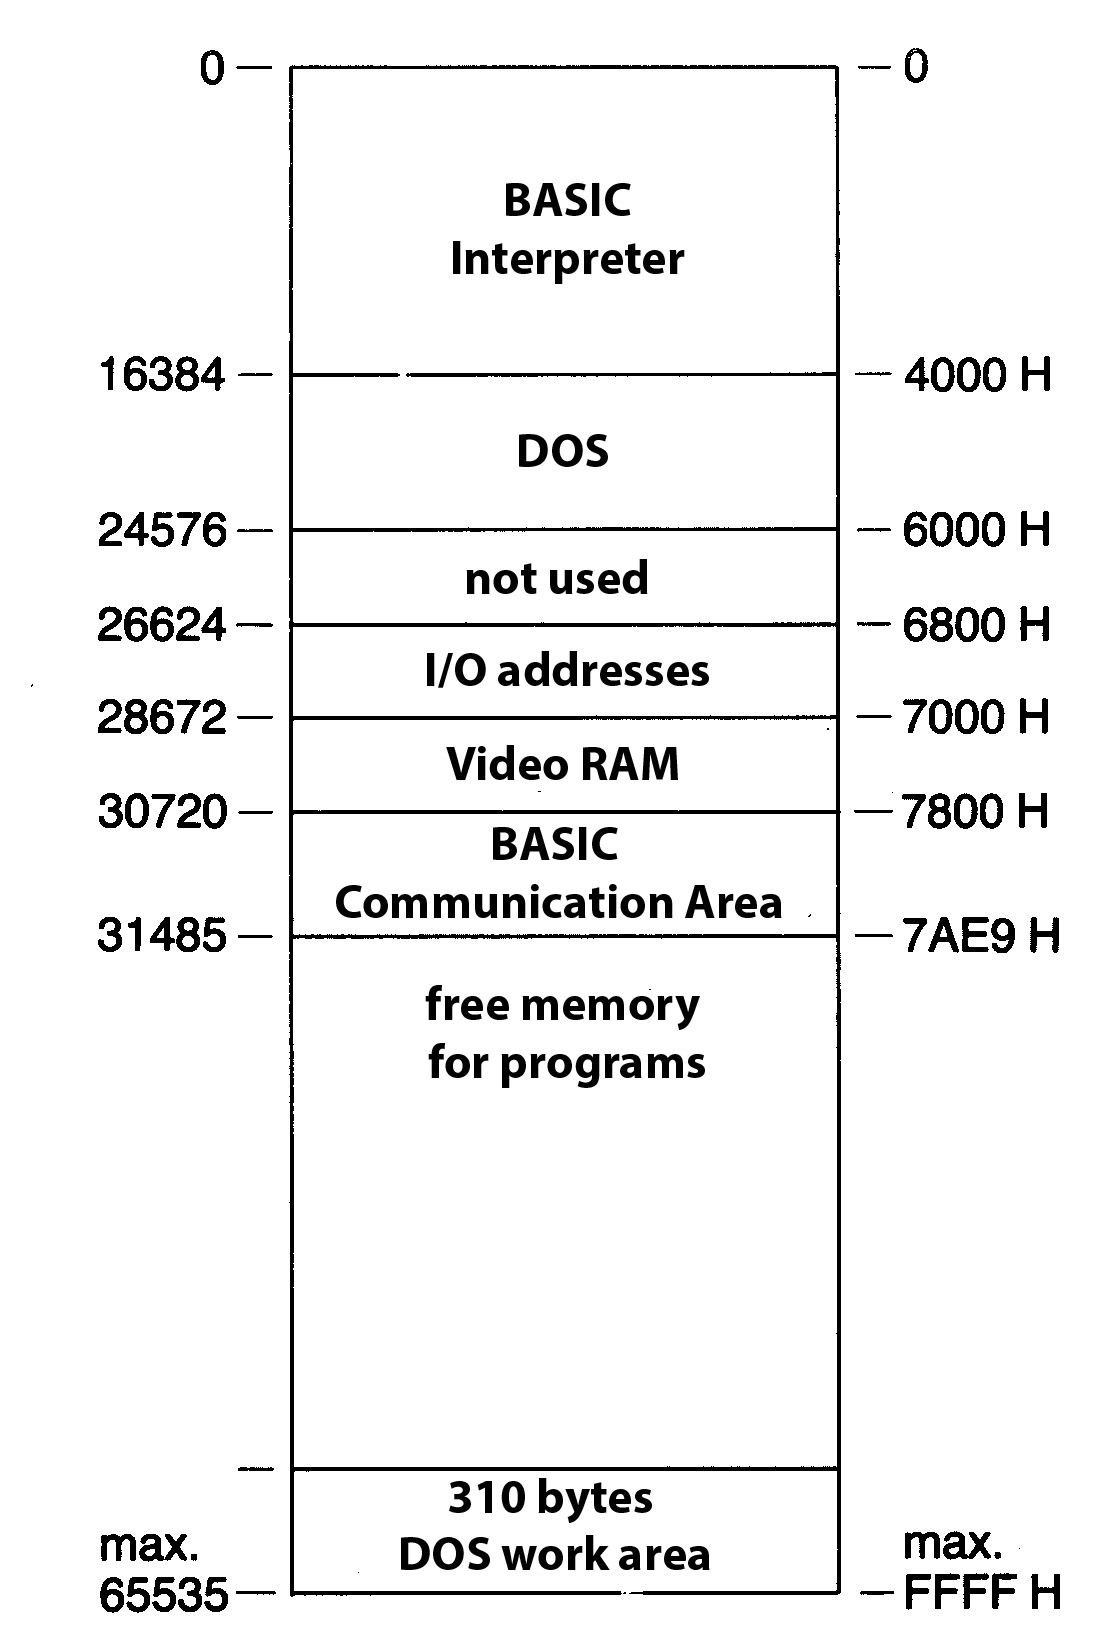 0 0
BASIC
Interpreter
16384 4000 H
DOS
24576 6000 H
not used
26624 6800 H
I/O addresses
28672 7000 H
Video RAM
30720 7800 H
BASIC
Communication Area
31485 7AE9 H
free memory
for programs
310 bytes
max. DOS work area max.
65535 FFFF H